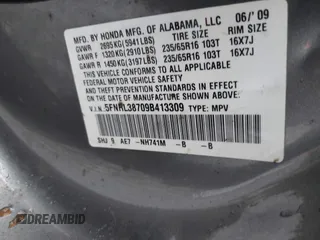 MFD. BY HONDA MFG. OF ALABAMA, LLC 06/'09
GVWR 2695KG(5941LBS) TIRE SIZE RIM SIZE
GAWR F 1320KG(2910LBS) 235/65R16 103T 16X7J
GAWR R 1450KG(3197LBS) 235/65R16 103T 16X7J
THIS VEHICLE CONFORMS TO ALL APPLICABLE
FEDERAL MOTOR VEHICLE SAFETY AND THEFT
PREVENTION STANDARDS IN EFFECT ON THE DATE
OF MANUFACTURE SHOWN ABOVE.
V.I.N. 5FNRL38709B413309 TYPE: MPV
SHJ 5 AE7 -NH741M -B -B
DREAMBID